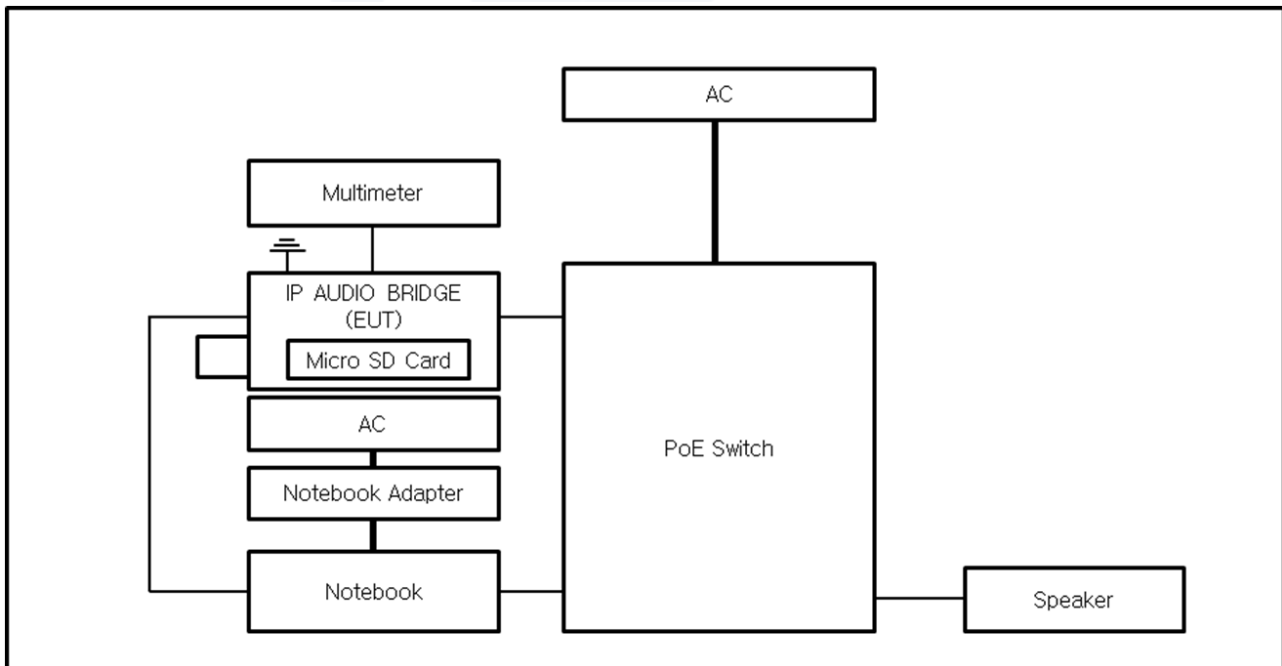 AC
Multimeter
IP AUDIO BRIDGE
(EUT)
Micro SD Card
AC
PoE Switch
Notebook Adapter
Notebook
Speaker